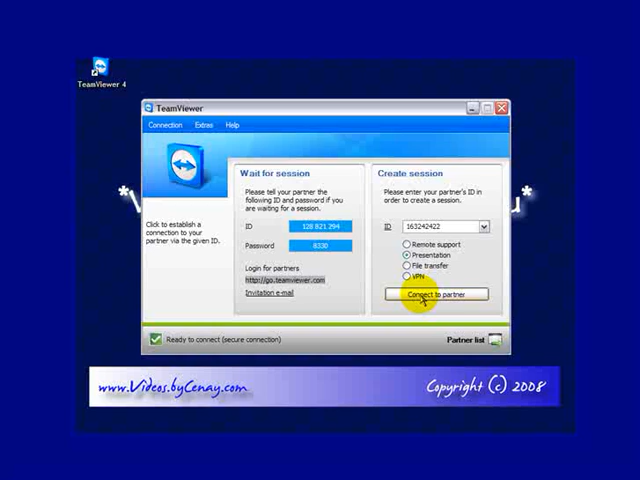 TeamViewer 4
TeamViewer
Connection Extras Help
Wait for session
Please tell your partner the
following ID and password if you
are waiting for a session.
ID 128 821 294
Password 8330
Login for partners
http://go.teamviewer.com
Invitation e-mail
Create session
Please enter your partner's ID in
order to create a session.
ID 163242422
Remote support
Presentation
File transfer
VPN
Connect to partner
Click to establish a
connection to your
partner via the given ID.
Ready to connect (secure connection)
Partner list
www.Videos.byCenay.com
Copyright (c) 2008